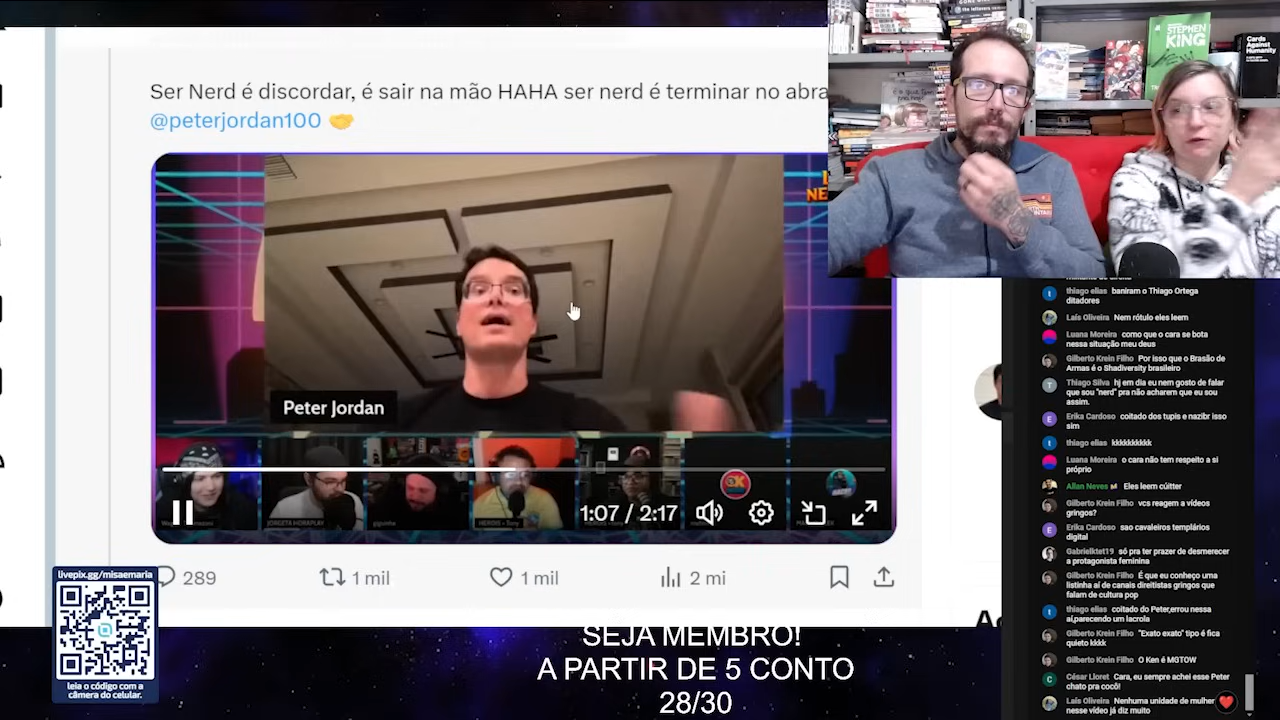 Ser Nerd é discordar, é sair na mão HAHA ser nerd é terminar no abra
@peterjordan100
Peter Jordan
1:07 / 2:17
289
1 mil
1 mil
2 mi
livepix.gg/misaemaria
leia o código com a
câmera do celular.
SEJA MEMBRO!
A PARTIR DE 5 CONTO
28/30
STEPHEN
KING
Cards
Against
Humanity
thiago elias baniram o Thiago Ortega
ditadores
Laís Oliveira Nem rótulo eles leem
Luana Moreira como que o cara se bota
nessa situação meu deus
Gilberto Krein Filho Por isso que o Brasão de
Armas é o Shadiversity brasileiro
Thiago Silva hj em dia eu nem gosto de falar
que sou "nerd" pra não acharem que eu sou
assim.
Erika Cardoso coitado dos tupis e nazibr isso
sim
thiago elias kkkkkkkkkk
Luana Moreira o cara não tem respeito a si
próprio
Allan Neves Eles leem cúitter
Gilberto Krein Filho vcs reagem a vídeos
gringos?
Erika Cardoso sao cavaleiros templários
digital
Gabrielktet19 só pra ter prazer de desmerecer
a protagonista feminina
Gilberto Krein Filho É que eu conheço uma
listinha aí de canais direitistas gringos que
falam de cultura pop
thiago elias coitado do Peter,errou nessa
aí,parecendo um lacrola
Gilberto Krein Filho "Exato exato" tipo é fica
quieto kkkk
Gilberto Krein Filho O Ken é MGTOW
César Lloret Cara, eu sempre achei esse Peter
chato pra cocô!
Laís Oliveira Nenhuma unidade de mulher
nesse vídeo já diz muito